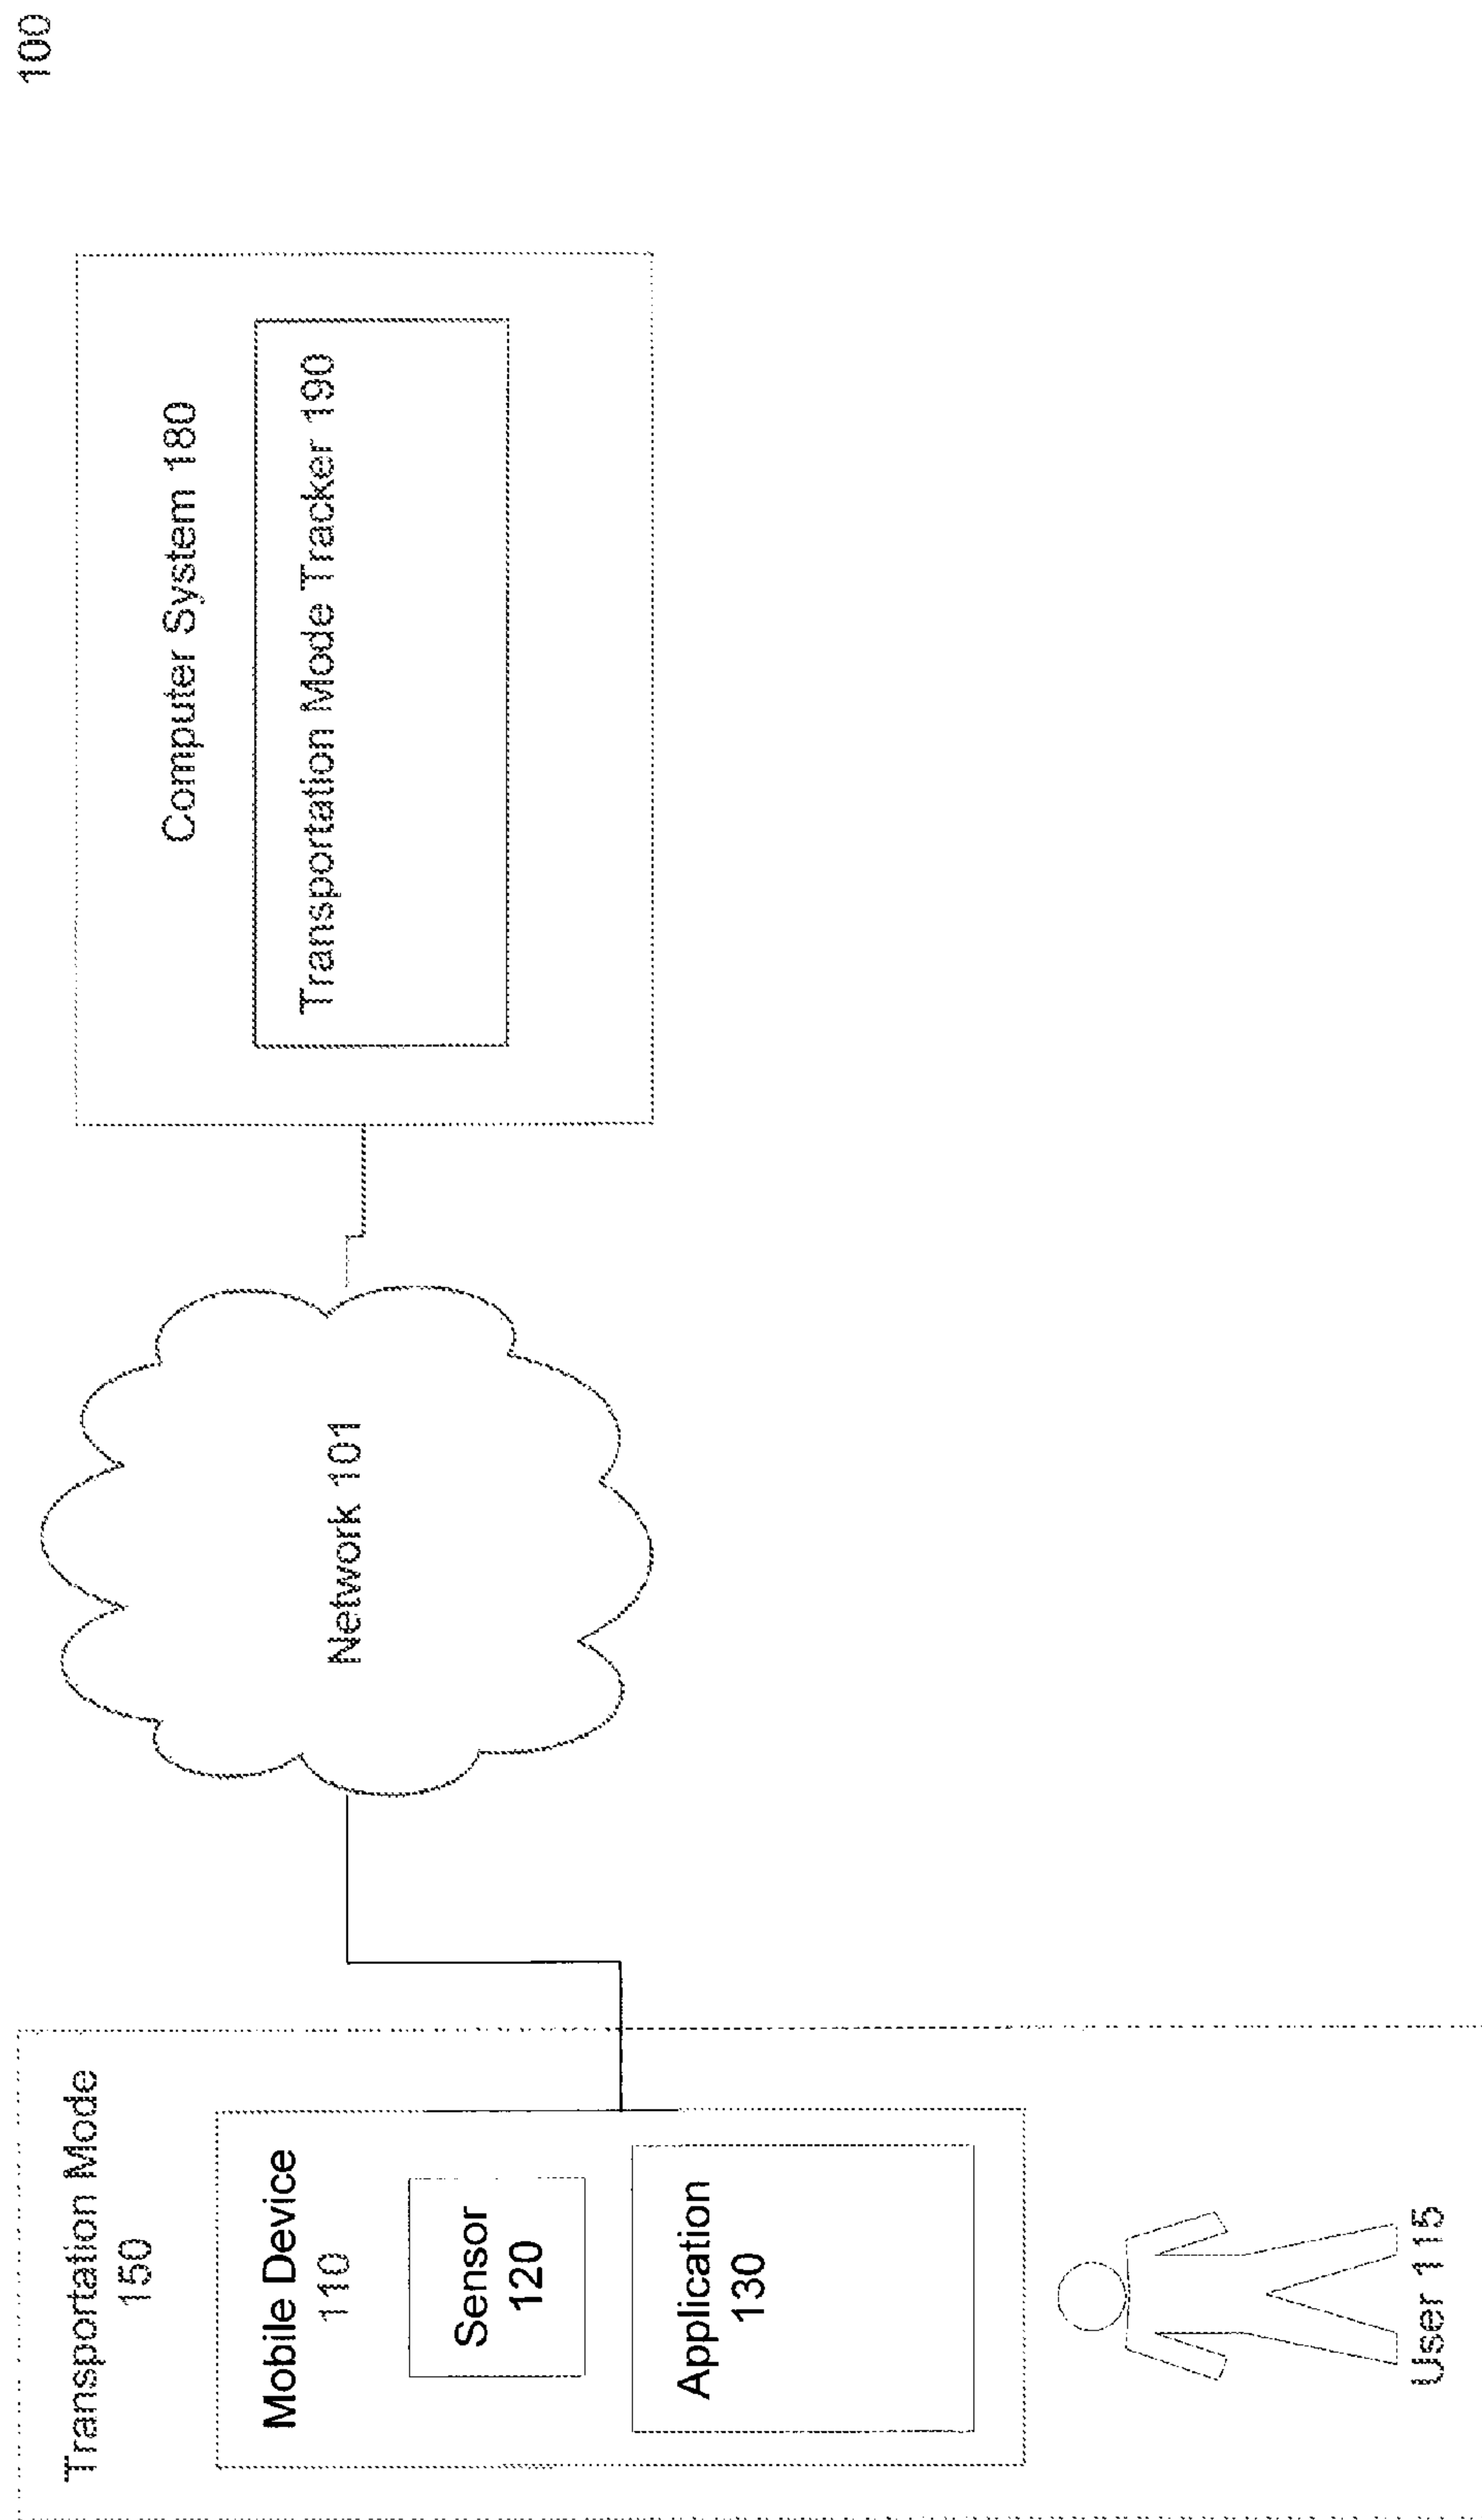 100
Transportation Mode
150
Mobile Device
110
Sensor
120
Application
130
User 115
Network 101
Computer System 180
Transportation Mode Tracker 190